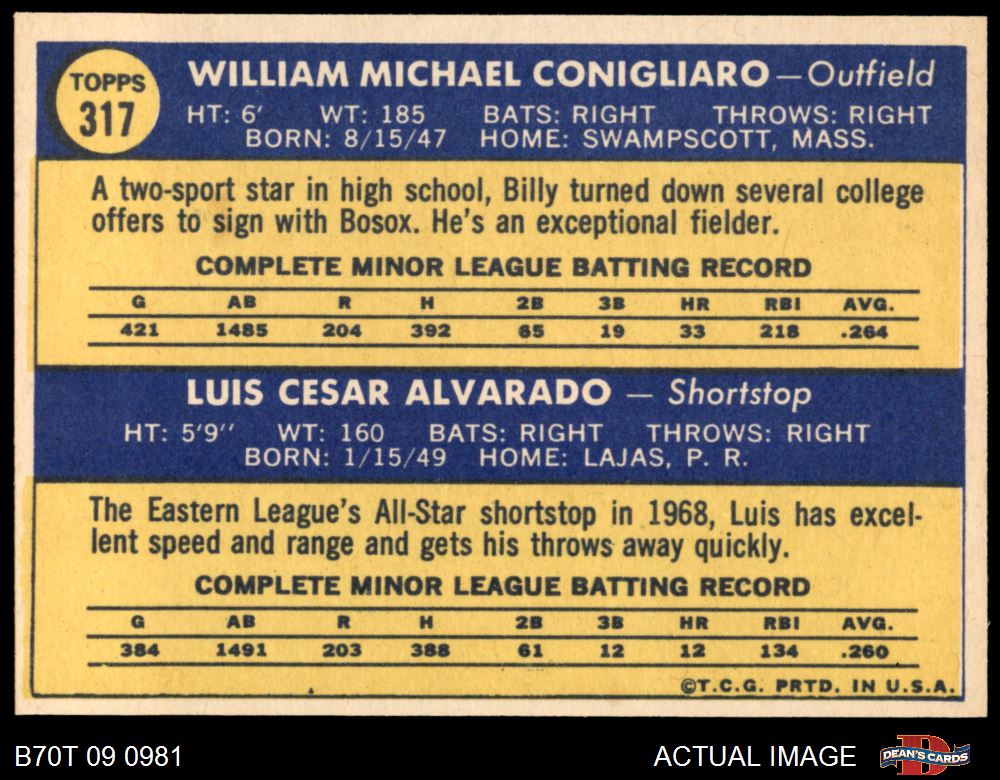 TOPPS
317
WILLIAM MICHAEL CONIGLIARO — Outfield
HT: 6' WT: 185 BATS: RIGHT THROWS: RIGHT
BORN: 8/15/47 HOME: SWAMPSCOTT, MASS.
A two-sport star in high school, Billy turned down several college
offers to sign with Bosox. He's an exceptional fielder.
COMPLETE MINOR LEAGUE BATTING RECORD
G AB R H 2B 3B HR RBI AVG.
421 1485 204 392 65 19 33 218 .264
LUIS CESAR ALVARADO — Shortstop
HT: 5'9'' WT: 160 BATS: RIGHT THROWS: RIGHT
BORN: 1/15/49 HOME: LAJAS, P. R.
The Eastern League's All-Star shortstop in 1968, Luis has excel-
lent speed and range and gets his throws away quickly.
COMPLETE MINOR LEAGUE BATTING RECORD
G AB R H 2B 3B HR RBI AVG.
384 1491 203 388 61 12 12 134 .260
©T.C.G. PRTD. IN U.S.A.
B70T 09 0981 ACTUAL IMAGE DEAN'S CARDS